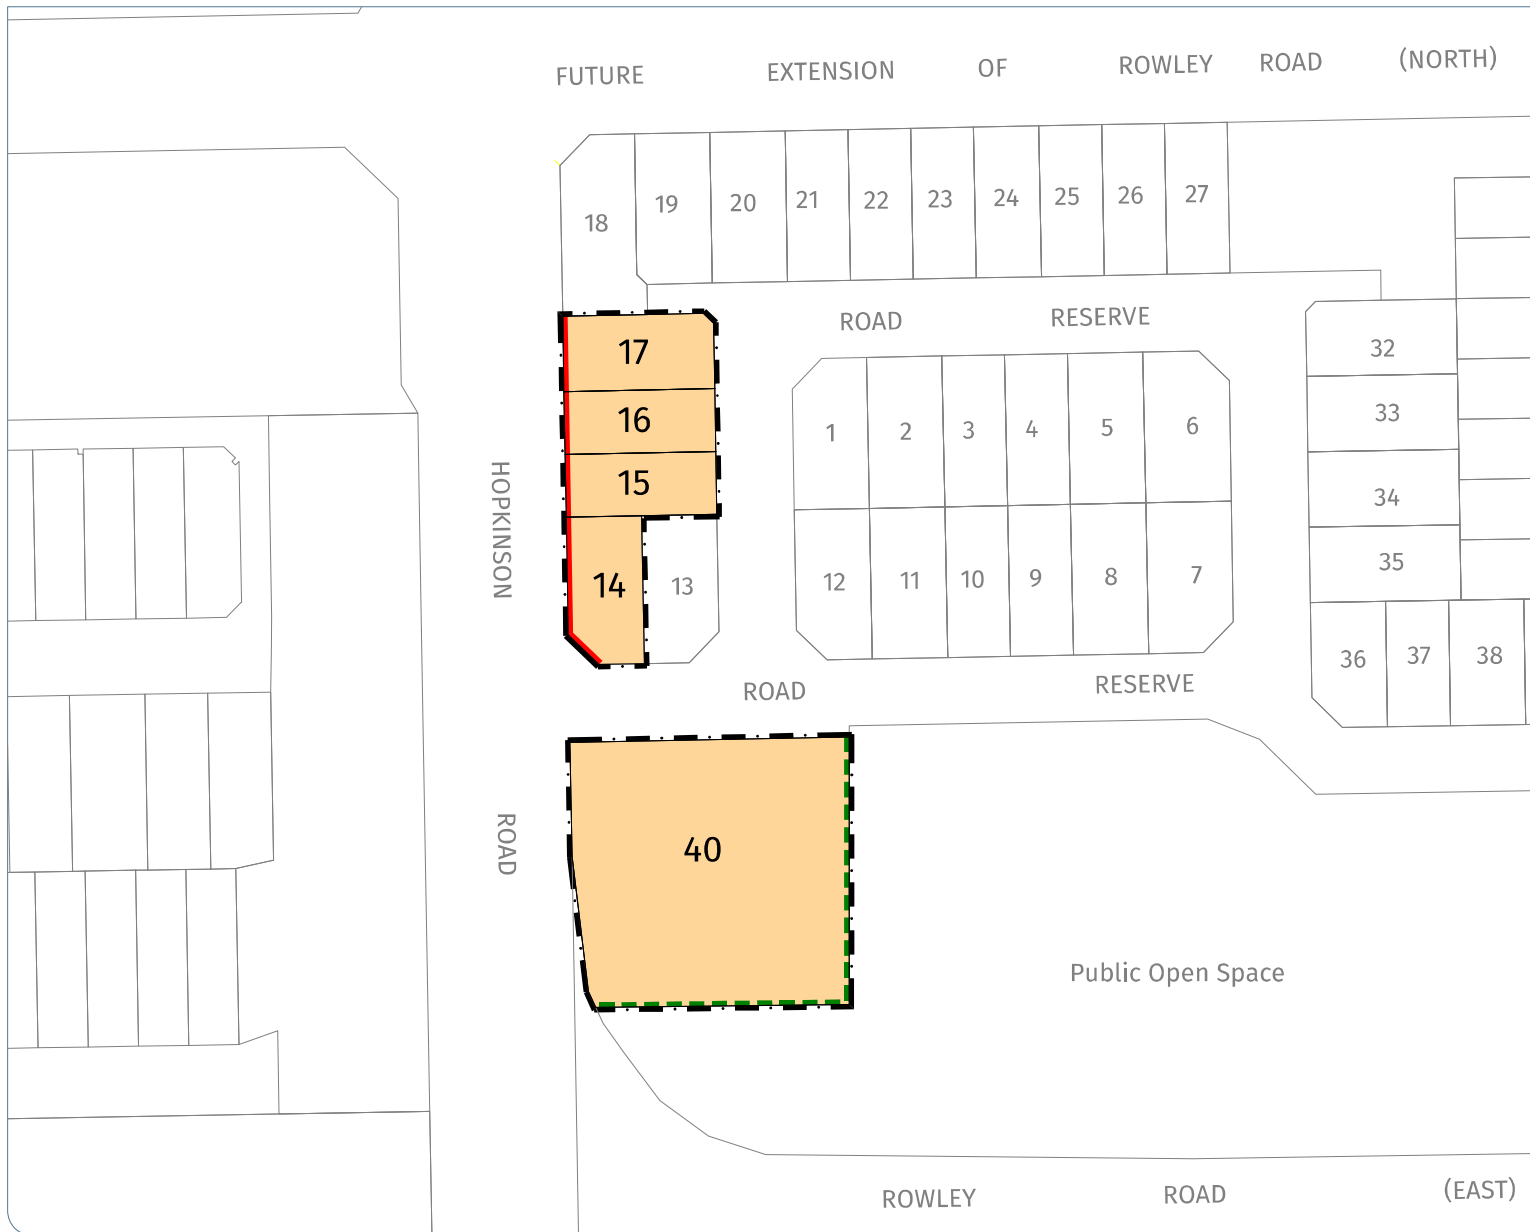 FUTURE EXTENSION OF ROWLEY ROAD (NORTH)
18 19 20 21 22 23 24 25 26 27
ROAD RESERVE
17
32
16
1 2 3 4 5 6
33
15
34
HOPKINSON
14 13
12 11 10 9 8 7
35
36 37 38
ROAD RESERVE
40
ROAD
Public Open Space
ROWLEY ROAD (EAST)